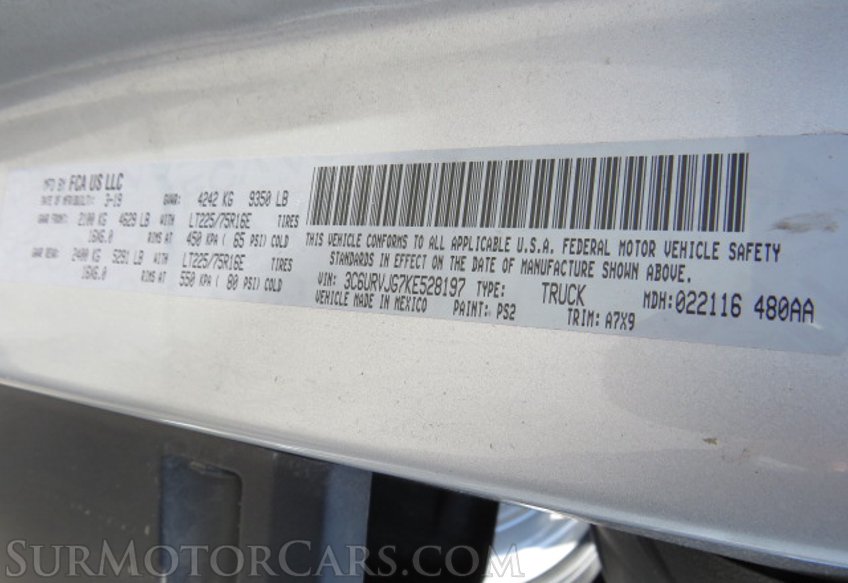 MFD BY: FCA US LLC
DATE OF MFR: 3-19 GVWR: 4242 KG 9350 LB
GAWR FRONT: 2100 KG 4629 LB WITH LT225/75R16E TIRES
16X6.0 RIMS AT 450 KPA ( 65 PSI) COLD
GAWR REAR: 2400 KG 5291 LB WITH LT225/75R16E TIRES
16X6.0 RIMS AT 550 KPA ( 80 PSI) COLD
THIS VEHICLE CONFORMS TO ALL APPLICABLE U.S.A. FEDERAL MOTOR VEHICLE SAFETY
STANDARDS IN EFFECT ON THE DATE OF MANUFACTURE SHOWN ABOVE.
VIN: 3C6URVJG7KE528197 TYPE: TRUCK MDH:022116 480AA
VEHICLE MADE IN MEXICO PAINT: PS2 TRIM: A7X9
SURMOTORCARS.COM